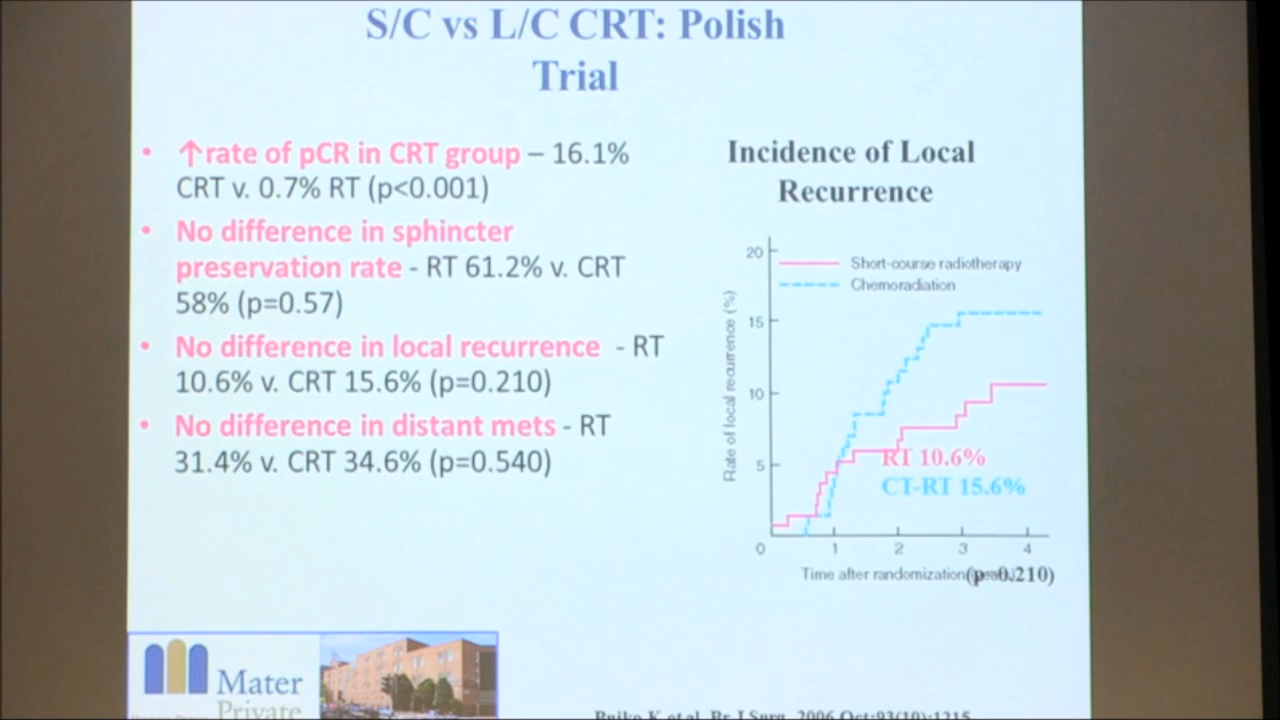 S/C vs L/C CRT: Polish
Trial
• ↑rate of pCR in CRT group – 16.1%
CRT v. 0.7% RT (p<0.001)
• No difference in sphincter
preservation rate - RT 61.2% v. CRT
58% (p=0.57)
• No difference in local recurrence - RT
10.6% v. CRT 15.6% (p=0.210)
• No difference in distant mets - RT
31.4% v. CRT 34.6% (p=0.540)
Incidence of Local
Recurrence
Rate of local recurrence (%)
20
15
10
5
0
Short-course radiotherapy
Chemoradiation
RT 10.6%
CT-RT 15.6%
1 2 3 4
Time after randomization
(p=0.210)
Mater
Private
K et al. Br J Surg. 2006 Oct;93(10):1215